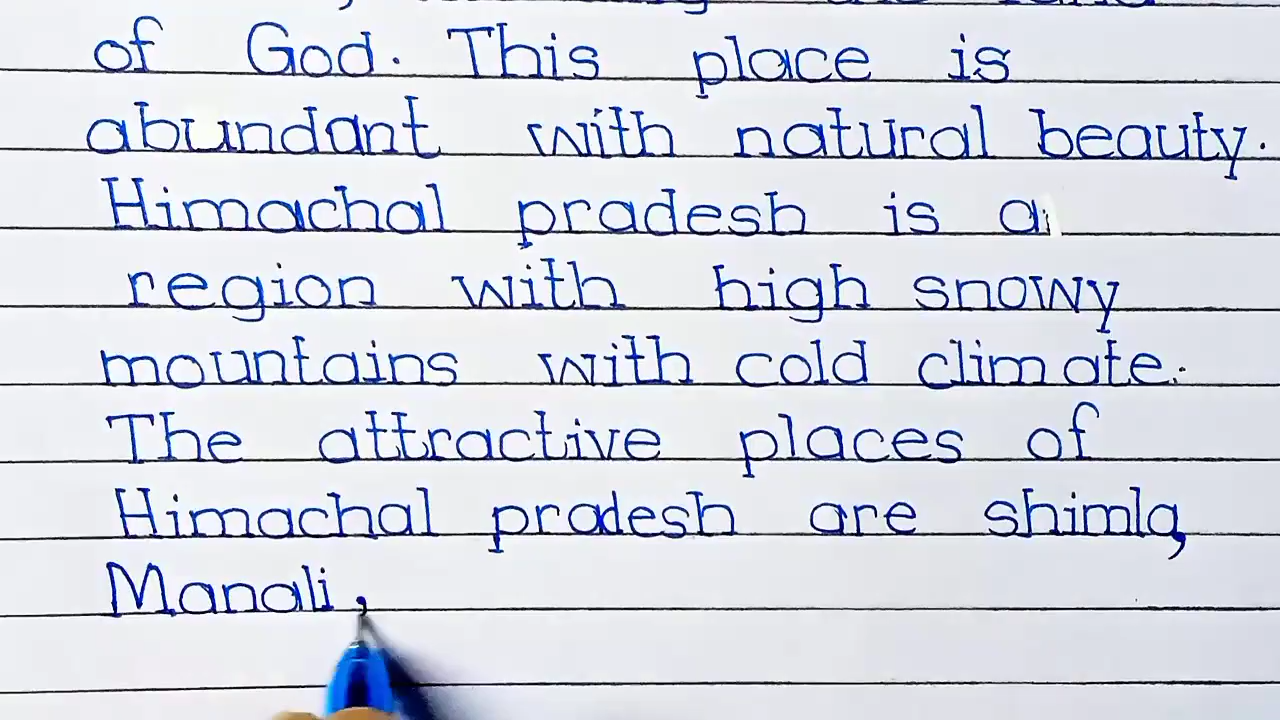 of God. This place is
abundant with natural beauty.
Himachal pradesh is a
region with high snowy
mountains with cold climate.
The attractive places of
Himachal pradesh are shimla,
Manali,